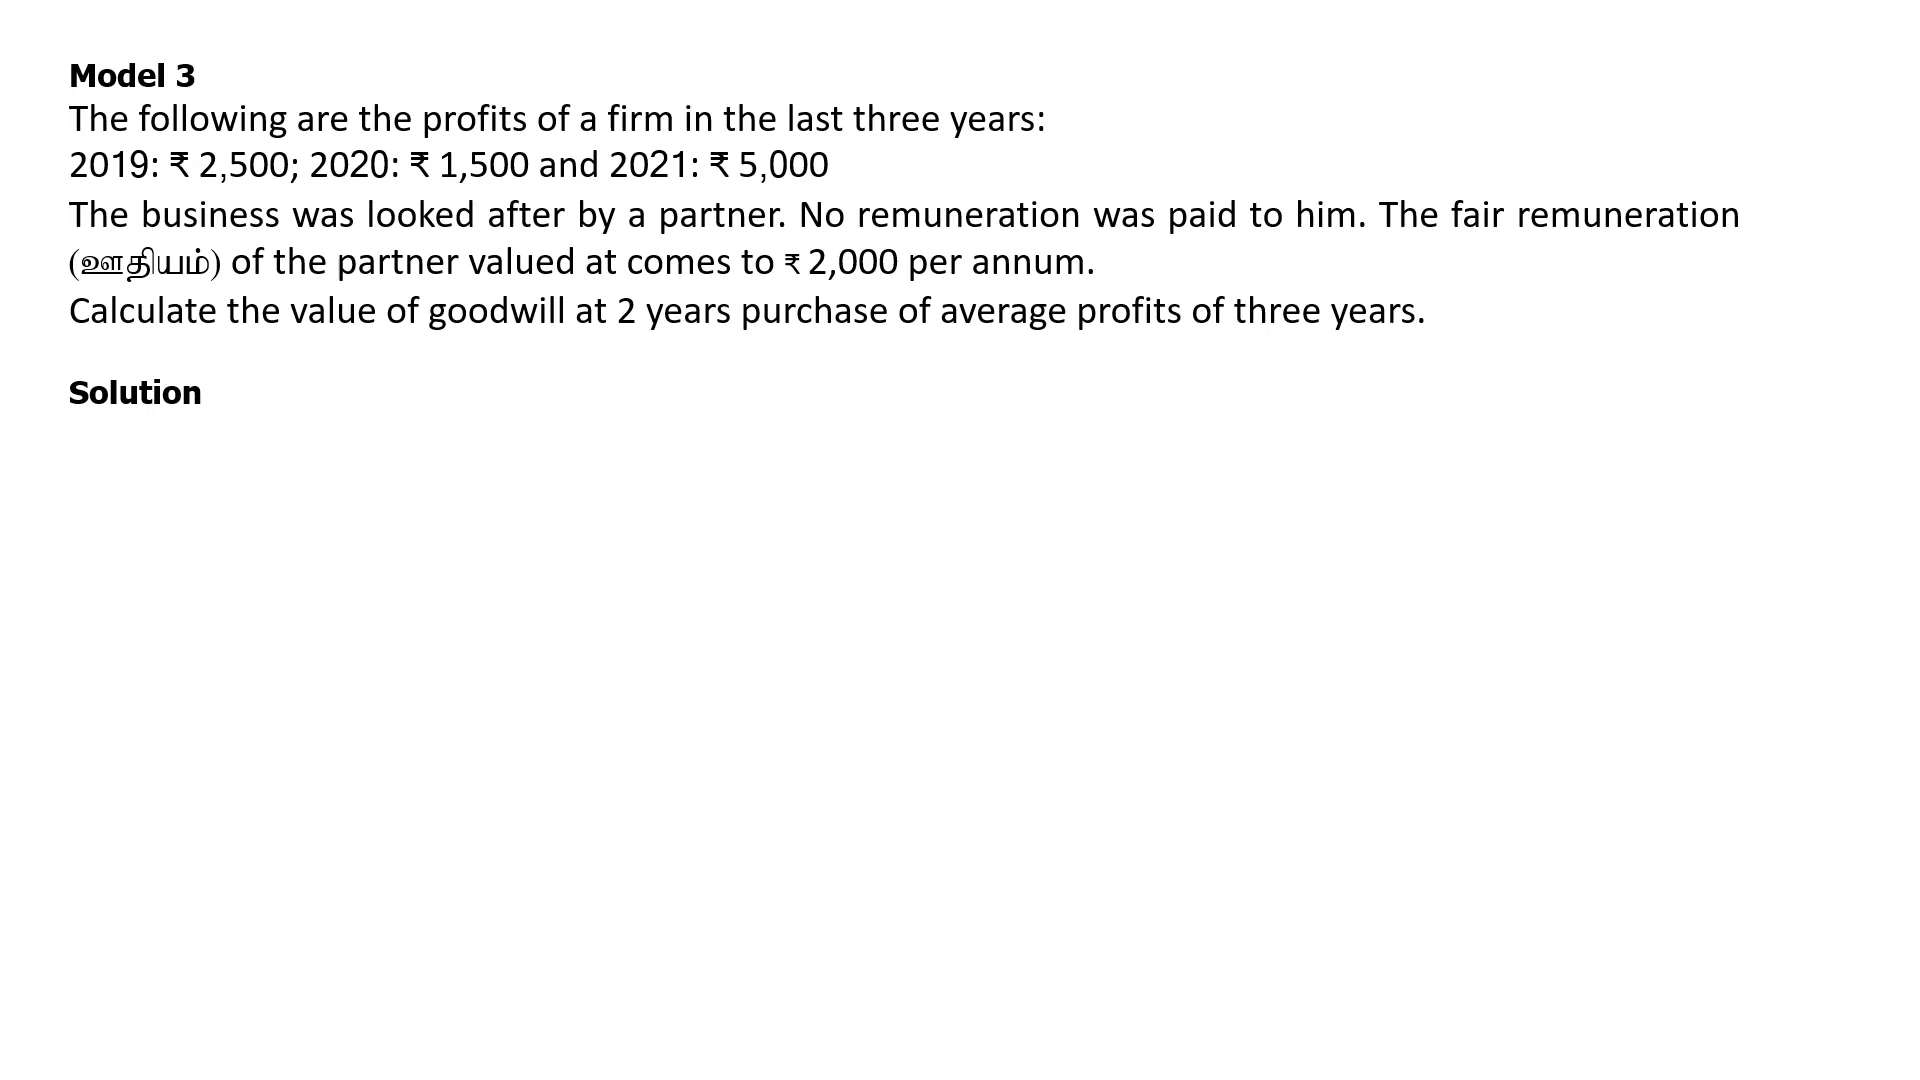 Model 3
The following are the profits of a firm in the last three years:
2019: ₹ 2,500; 2020: ₹ 1,500 and 2021: ₹ 5,000
The business was looked after by a partner. No remuneration was paid to him. The fair remuneration
(ஊதியம்) of the partner valued at comes to ₹ 2,000 per annum.
Calculate the value of goodwill at 2 years purchase of average profits of three years.
Solution